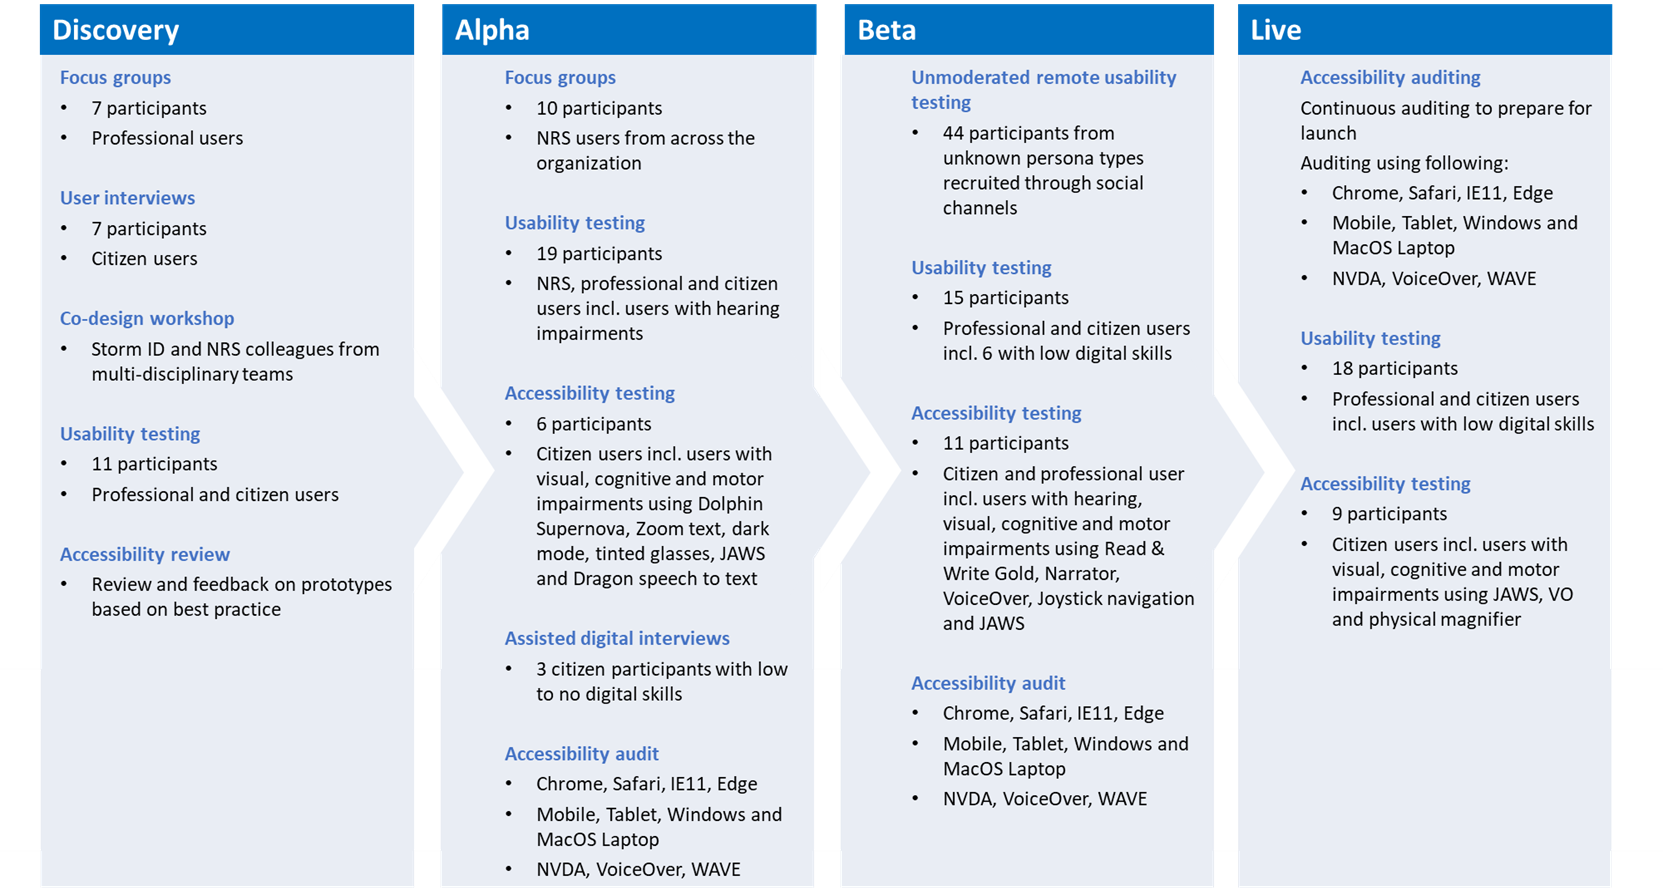 Discovery
Focus groups
• 7 participants
• Professional users
User interviews
• 7 participants
• Citizen users
Co-design workshop
• Storm ID and NRS colleagues from
multi-disciplinary teams
Usability testing
• 11 participants
• Professional and citizen users
Accessibility review
• Review and feedback on prototypes
based on best practice
Alpha
Focus groups
• 10 participants
• NRS users from across the
organization
Usability testing
• 19 participants
• NRS, professional and citizen
users incl. users with hearing
impairments
Accessibility testing
• 6 participants
• Citizen users incl. users with
visual, cognitive and motor
impairments using Dolphin
Supernova, Zoom text, dark
mode, tinted glasses, JAWS
and Dragon speech to text
Assisted digital interviews
• 3 citizen participants with low
to no digital skills
Accessibility audit
• Chrome, Safari, IE11, Edge
• Mobile, Tablet, Windows and
MacOS Laptop
• NVDA, VoiceOver, WAVE
Beta
Unmoderated remote usability
testing
• 44 participants from
unknown persona types
recruited through social
channels
Usability testing
• 15 participants
• Professional and citizen users
incl. 6 with low digital skills
Accessibility testing
• 11 participants
• Citizen and professional user
incl. users with hearing,
visual, cognitive and motor
impairments using Read &
Write Gold, Narrator,
VoiceOver, Joystick navigation
and JAWS
Accessibility audit
• Chrome, Safari, IE11, Edge
• Mobile, Tablet, Windows and
MacOS Laptop
• NVDA, VoiceOver, WAVE
Live
Accessibility auditing
Continuous auditing to prepare for
launch
Auditing using following:
• Chrome, Safari, IE11, Edge
• Mobile, Tablet, Windows and
MacOS Laptop
• NVDA, VoiceOver, WAVE
Usability testing
• 18 participants
• Professional and citizen users
incl. users with low digital skills
Accessibility testing
• 9 participants
• Citizen users incl. users with
visual, cognitive and motor
impairments using JAWS, VO
and physical magnifier